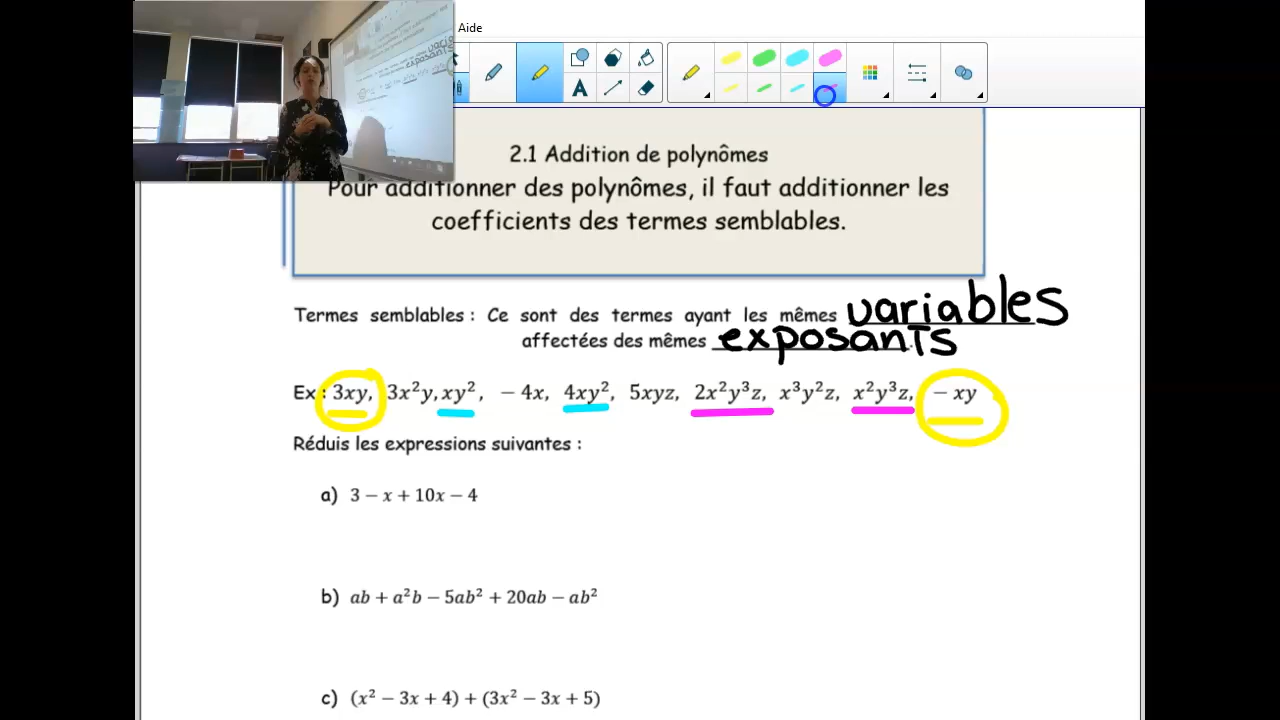 Aide
2.1 Addition de polynômes
Pour additionner des polynômes, il faut additionner les
coefficients des termes semblables.
Termes semblables : Ce sont des termes ayant les mêmes variables
affectées des mêmes exposants.
Ex : 3xy, 3x²y, xy², − 4x, 4xy², 5xyz, 2x²y³z, x³y²z, x²y³z, − xy
Réduis les expressions suivantes :
a) 3 − x + 10x − 4
b) ab + a²b − 5ab² + 20ab − ab²
c) (x² − 3x + 4) + (3x² − 3x + 5)